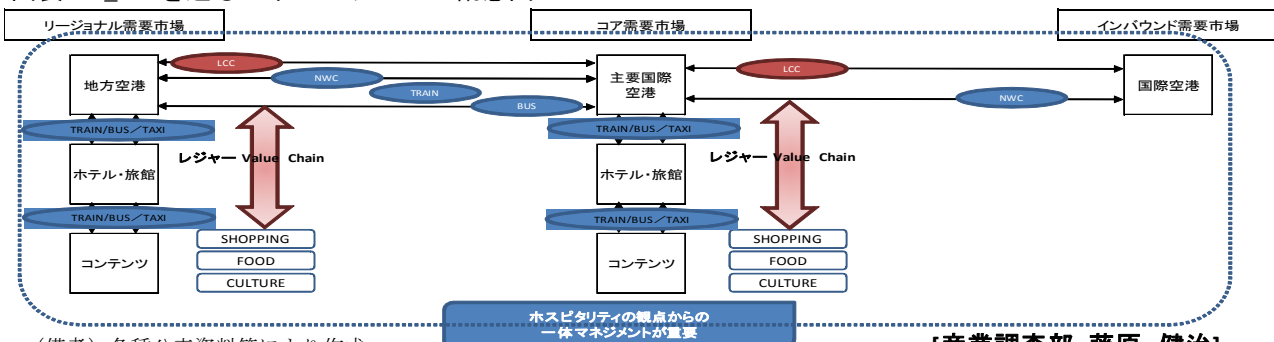 リージョナル需要市場
コア需要市場
インバウンド需要市場
LCC
NWC
TRAIN
BUS
LCC
NWC
地方空港
主要国際
空港
国際空港
TRAIN/BUS／TAXI
TRAIN/BUS／TAXI
レジャー Value Chain
レジャー Value Chain
ホテル・旅館
ホテル・旅館
TRAIN/BUS／TAXI
TRAIN/BUS／TAXI
コンテンツ
SHOPPING
FOOD
CULTURE
コンテンツ
SHOPPING
FOOD
CULTURE
ホスピタリティの観点からの
一体マネジメントが重要